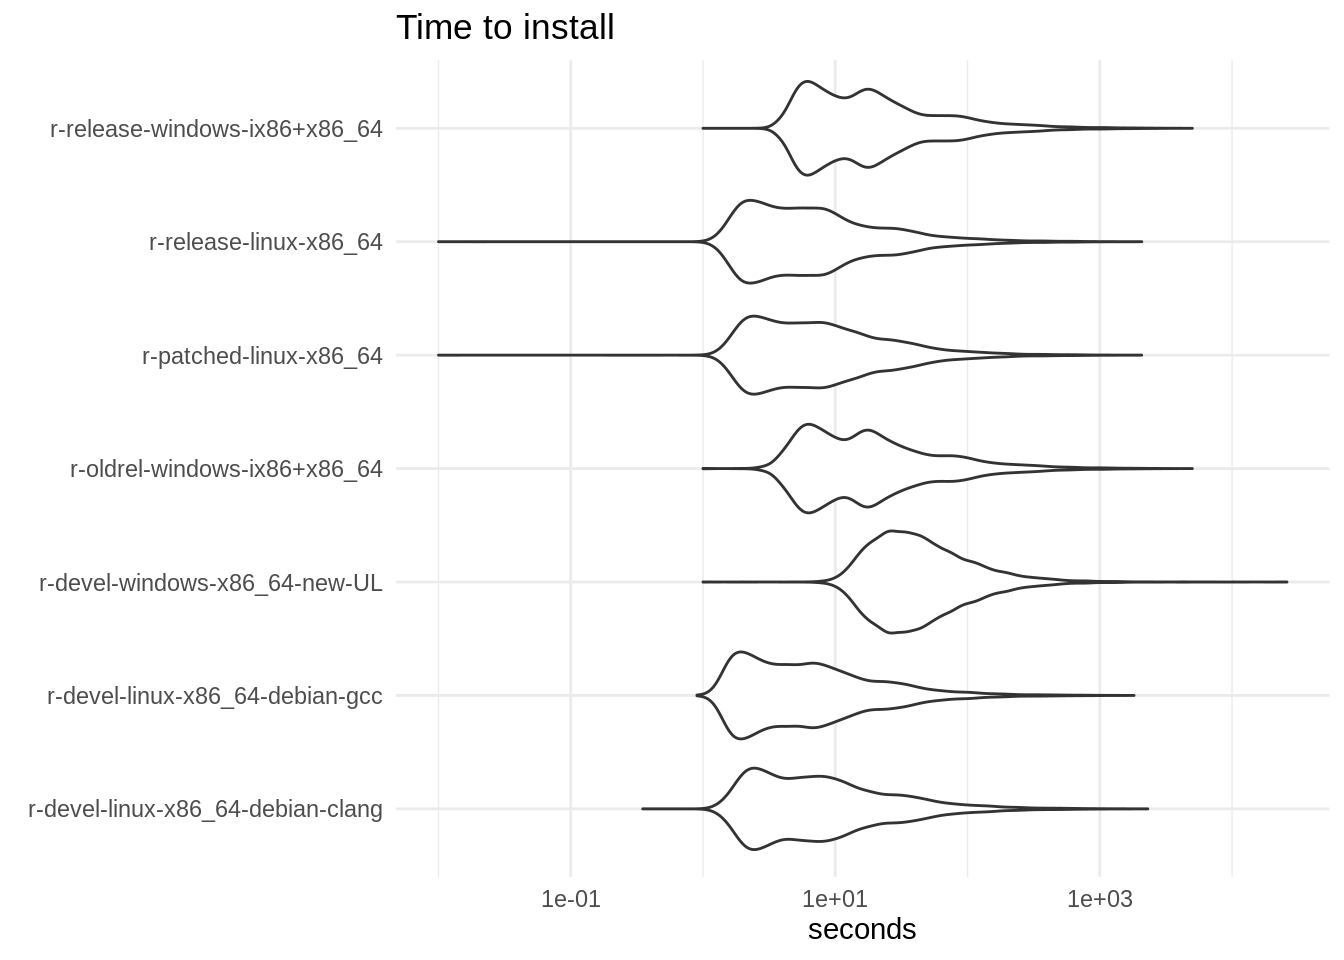 Time to install
r-release-windows-ix86+x86_64
r-release-linux-x86_64
r-patched-linux-x86_64
r-oldrel-windows-ix86+x86_64
r-devel-windows-x86_64-new-UL
r-devel-linux-x86_64-debian-gcc
r-devel-linux-x86_64-debian-clang
1e-01 1e+01 1e+03
seconds